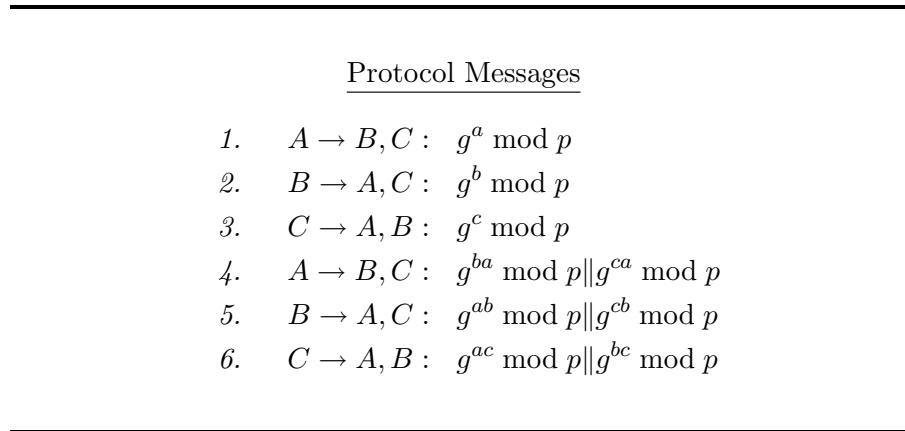 Protocol Messages
1. A → B, C : g^a mod p
2. B → A, C : g^b mod p
3. C → A, B : g^c mod p
4. A → B, C : g^{ba} mod p‖g^{ca} mod p
5. B → A, C : g^{ab} mod p‖g^{cb} mod p
6. C → A, B : g^{ac} mod p‖g^{bc} mod p